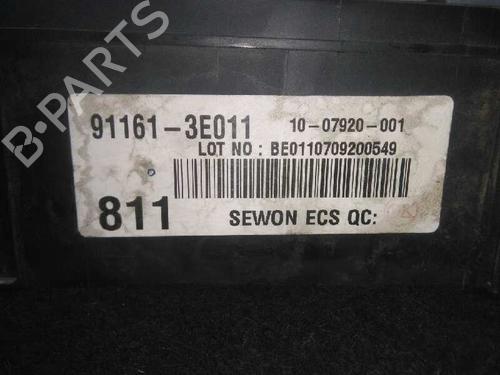 B-PARTS
91161-3E011 10-07920-001
LOT NO : BE0110709200549
811 SEWON ECS QC: